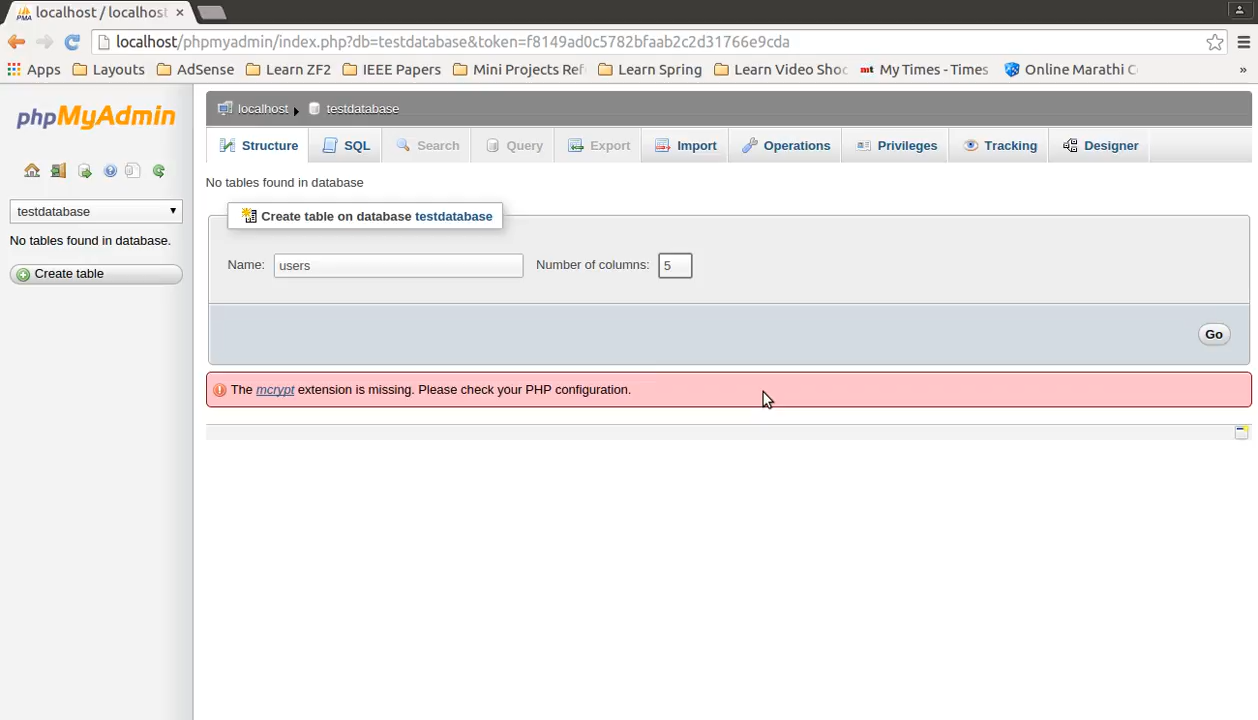 localhost / localhost
localhost/phpmyadmin/index.php?db=testdatabase&token=f8149ad0c5782bfaab2c2d31766e9cda
Apps Layouts AdSense Learn ZF2 IEEE Papers Mini Projects Ref Learn Spring Learn Video Shoc My Times - Times Online Marathi C »
phpMyAdmin
localhost testdatabase
Structure SQL Search Query Export Import Operations Privileges Tracking Designer
testdatabase
No tables found in database.
Create table
No tables found in database
Create table on database testdatabase
Name: users Number of columns: 5
Go
The mcrypt extension is missing. Please check your PHP configuration.